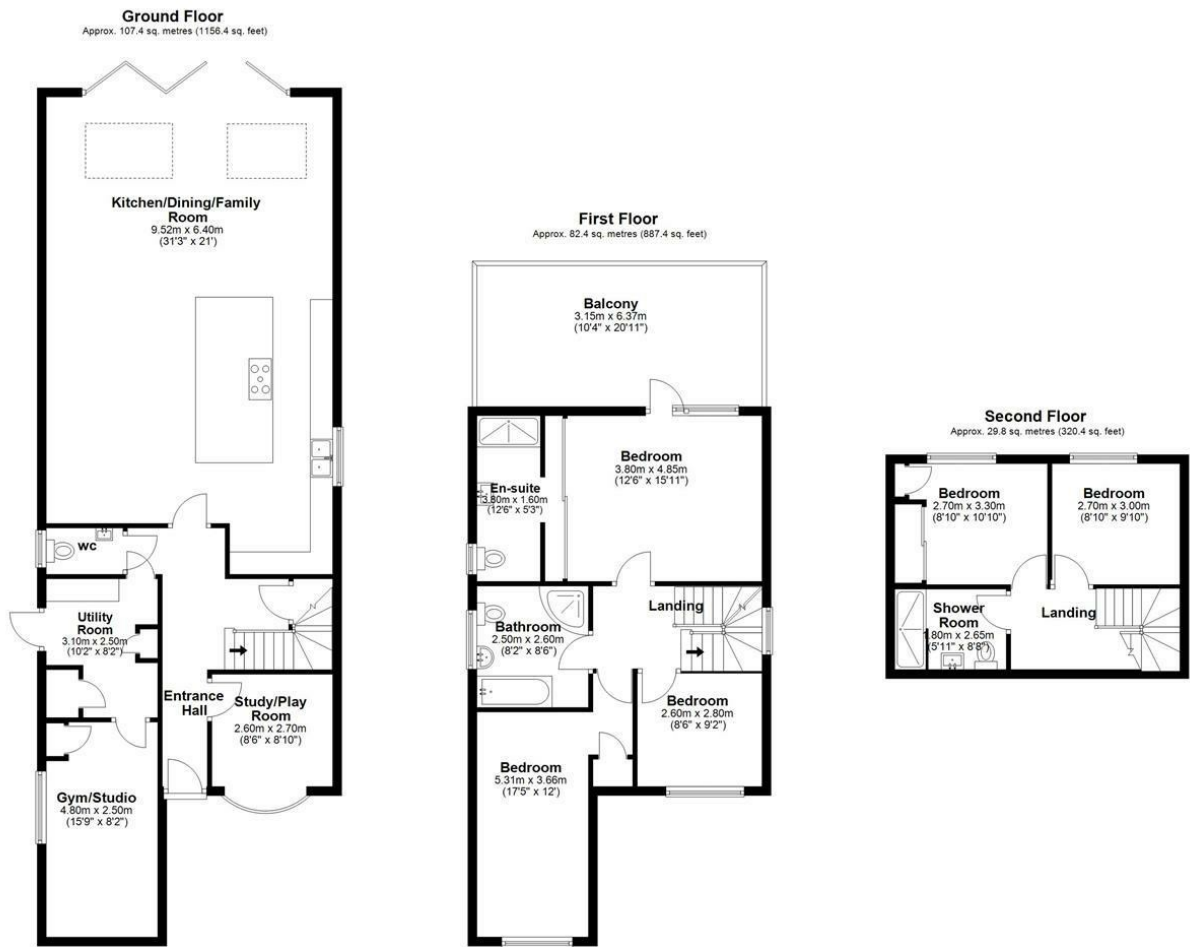 Ground Floor
Approx. 107.4 sq. metres (1156.4 sq. feet)
Kitchen/Dining/Family
Room
9.52m x 6.40m
(31'3" x 21')
wc
Utility
Room
3.10m x 2.50m
(10'2" x 8'2")
Entrance
Hall
Study/Play
Room
2.60m x 2.70m
(8'6" x 8'10")
Gym/Studio
4.80m x 2.50m
(15'9" x 8'2")
First Floor
Approx. 82.4 sq. metres (887.4 sq. feet)
Balcony
3.15m x 6.37m
(10'4" x 20'11")
Bedroom
3.80m x 4.85m
(12'6" x 15'11")
En-suite
3.80m x 1.60m
(12'6" x 5'3")
Landing
Bathroom
2.50m x 2.60m
(8'2" x 8'6")
Bedroom
2.60m x 2.80m
(8'6" x 9'2")
Bedroom
5.31m x 3.66m
(17'5" x 12')
Second Floor
Approx. 29.8 sq. metres (320.4 sq. feet)
Bedroom
2.70m x 3.30m
(8'10" x 10'10")
Bedroom
2.70m x 3.00m
(8'10" x 9'10")
Shower
Room
1.80m x 2.65m
(5'11" x 8'8")
Landing